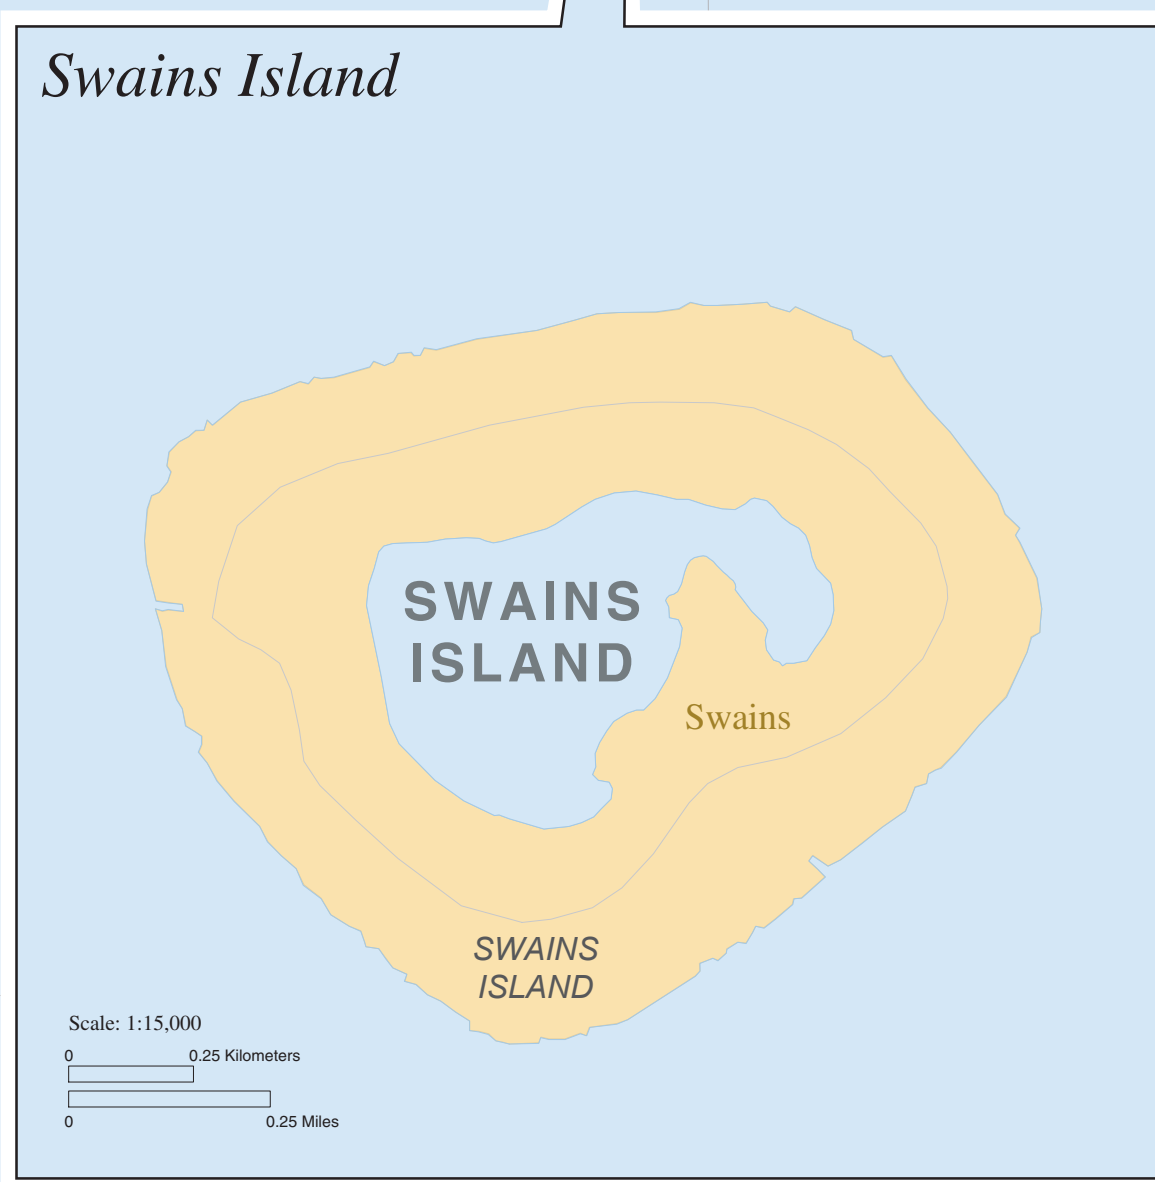 Swains Island
SWAINS
ISLAND
Swains
SWAINS
ISLAND
Scale: 1:15,000
0 0.25 Kilometers
0 0.25 Miles